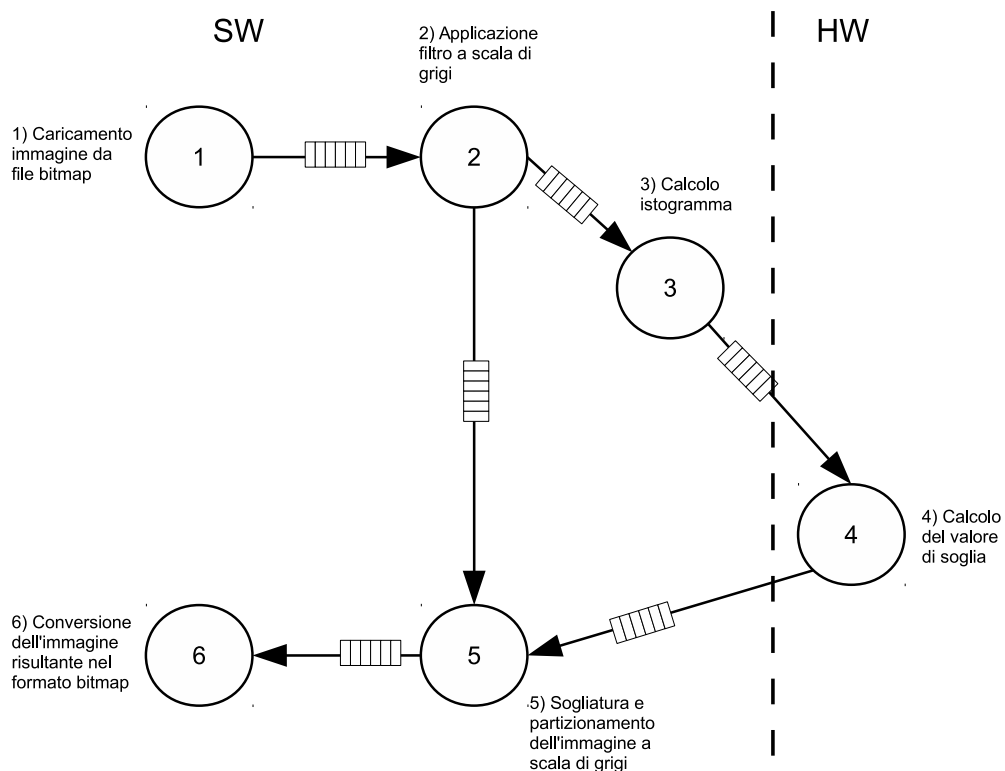 SW
HW
2) Applicazione
filtro a scala di
grigi
1) Caricamento
immagine da
file bitmap
1
2
3) Calcolo
istogramma
3
4
4) Calcolo
del valore
di soglia
6) Conversione
dell'immagine
risultante nel
formato bitmap
6
5
5) Sogliatura e
partizionamento
dell'immagine a
scala di grigi